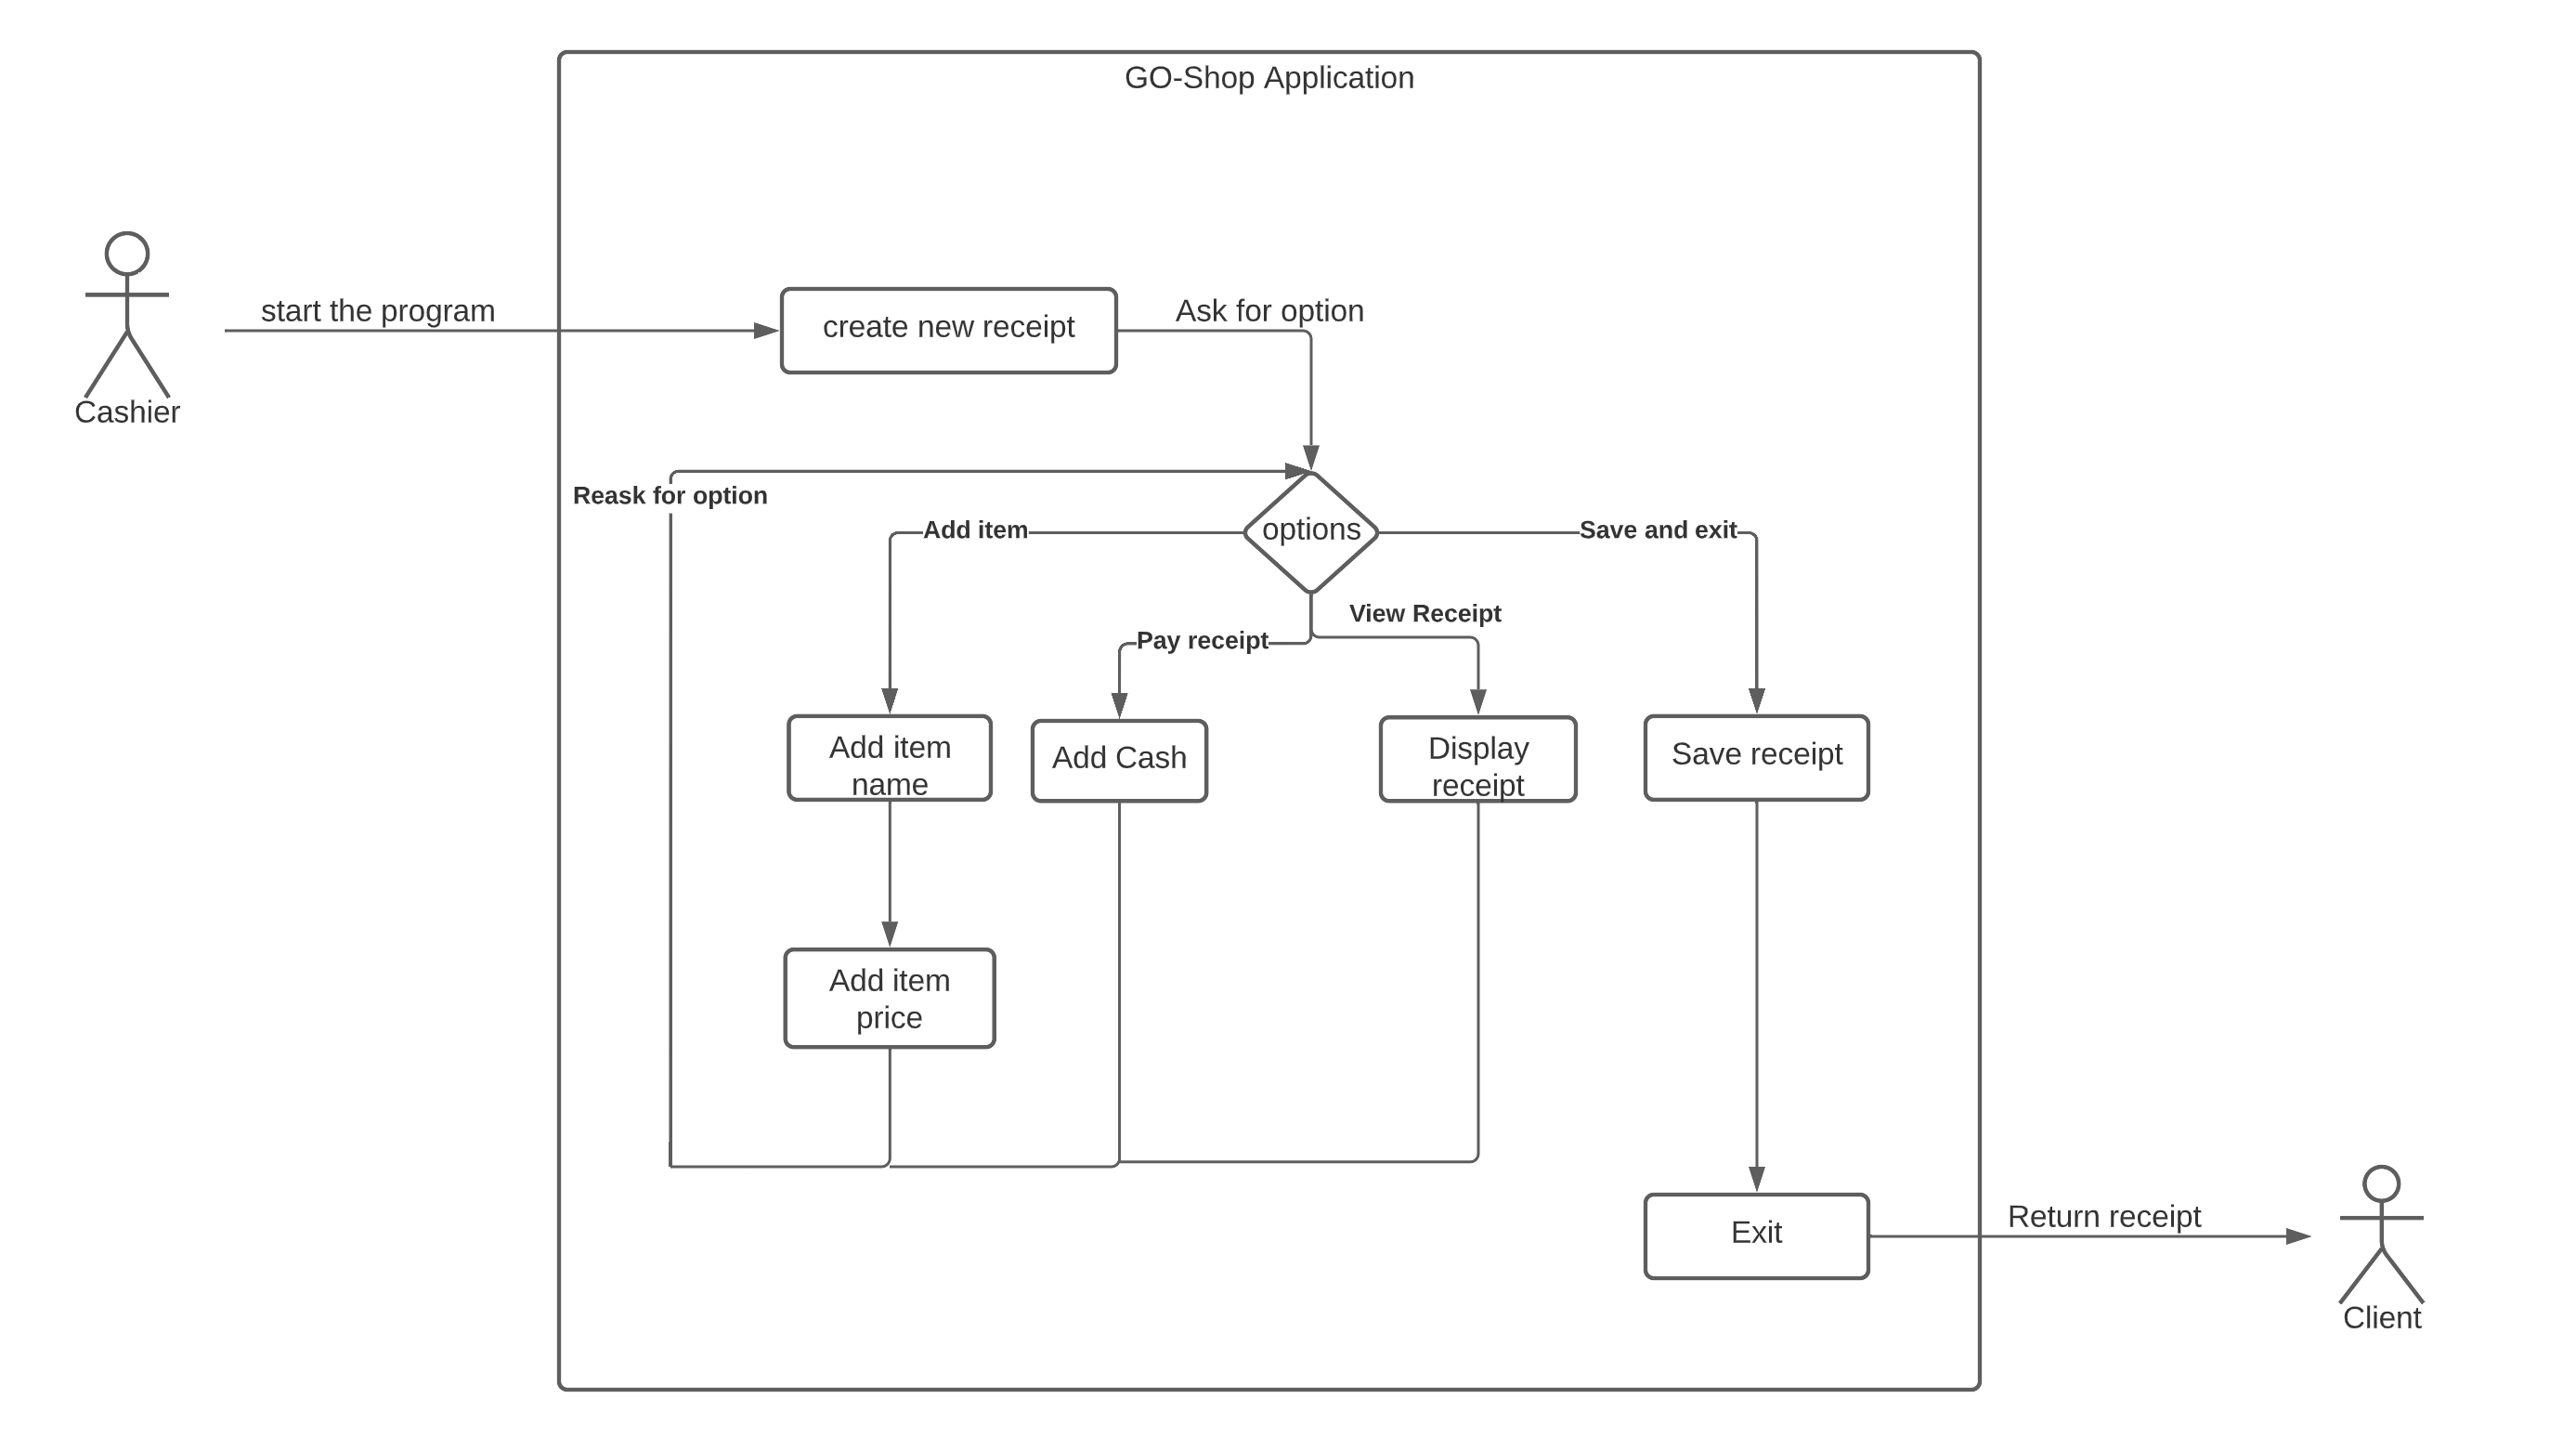 GO-Shop Application
start the program
create new receipt
Ask for option
Cashier
Reask for option
Add item
options
Save and exit
View Receipt
Pay receipt
Add item
name
Add Cash
Display
receipt
Save receipt
Add item
price
Exit
Return receipt
Client